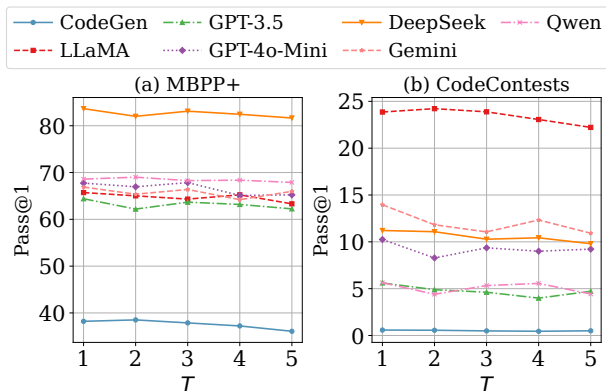 CodeGen GPT-3.5 DeepSeek Qwen
LLaMA GPT-4o-Mini Gemini
(a) MBPP+ (b) CodeContests
Pass@1
80
70
60
50
40
1 2 3 4 5
T
Pass@1
25
20
15
10
5
0
1 2 3 4 5
T